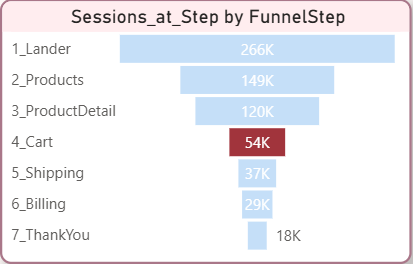 Sessions_at_Step by FunnelStep
1_Lander 266K
2_Products 149K
3_ProductDetail 120K
4_Cart 54K
5_Shipping 37K
6_Billing 29K
7_ThankYou 18K